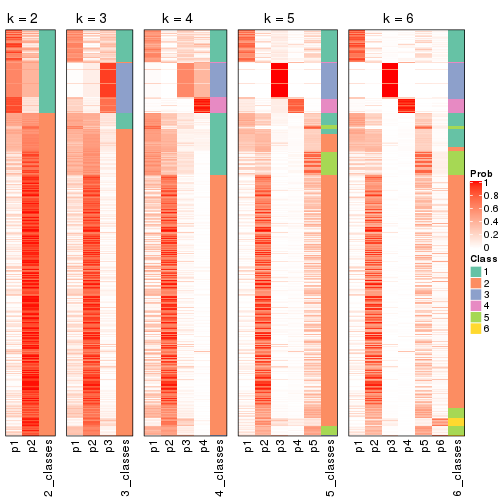 k = 2
k = 3
k = 4
k = 5
k = 6
Prob
1
0.8
0.6
0.4
0.2
0
Class
1
2
3
4
5
6
p1
p2
2_classes
p1
p2
p3
3_classes
p1
p2
p3
p4
4_classes
p1
p2
p3
p4
p5
5_classes
p1
p2
p3
p4
p5
p6
6_classes